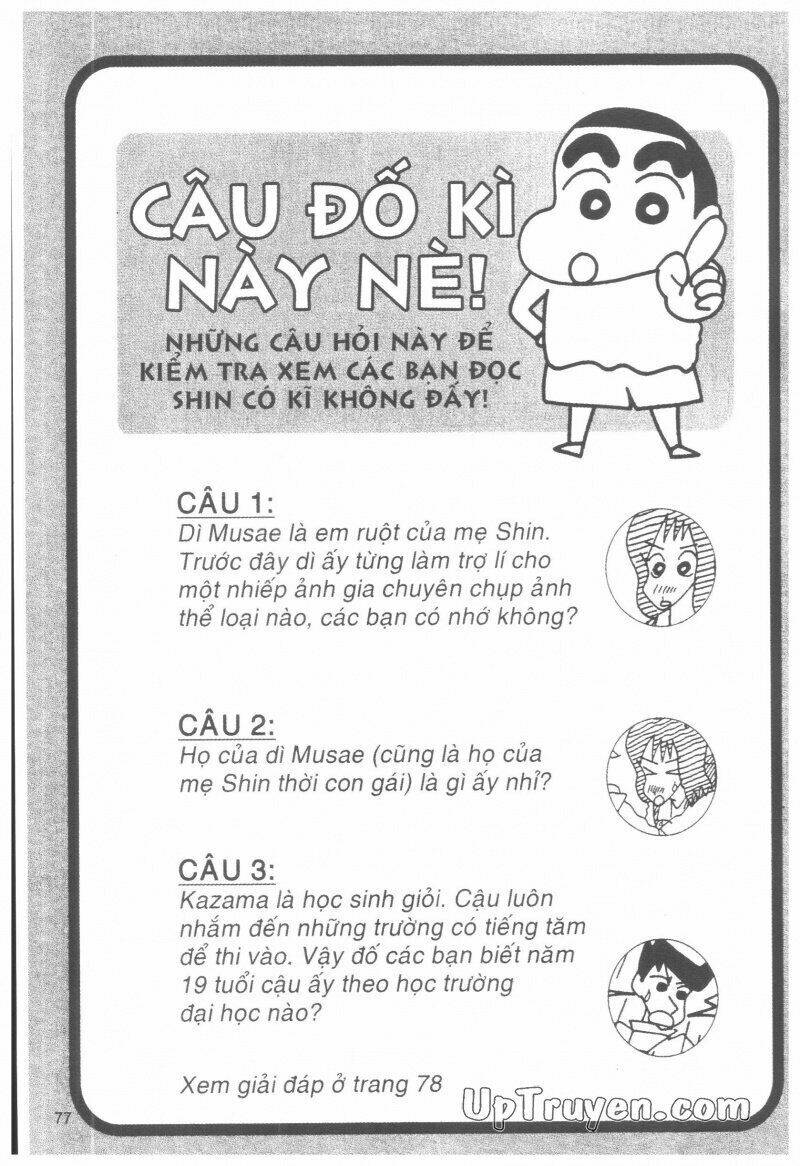 CÂU ĐỐ KÌ
NÀY NÈ!
NHỮNG CÂU HỎI NÀY ĐỂ
KIỂM TRA XEM CÁC BẠN ĐỌC
SHIN CÓ KĨ KHÔNG ĐẤY!
CÂU 1:
Dì Musae là em ruột của mẹ Shin.
Trước đây dì ấy từng làm trợ lí cho
một nhiếp ảnh gia chuyên chụp ảnh
thể loại nào, các bạn có nhớ không?
CÂU 2:
Họ của dì Musae (cũng là họ của
mẹ Shin thời con gái) là gì ấy nhỉ?
CÂU 3:
Kazama là học sinh giỏi. Cậu luôn
nhắm đến những trường có tiếng tăm
để thi vào. Vậy đố các bạn biết năm
19 tuổi cậu ấy theo học trường
đại học nào?
Xem giải đáp ở trang 78
UpTruyen.com
77